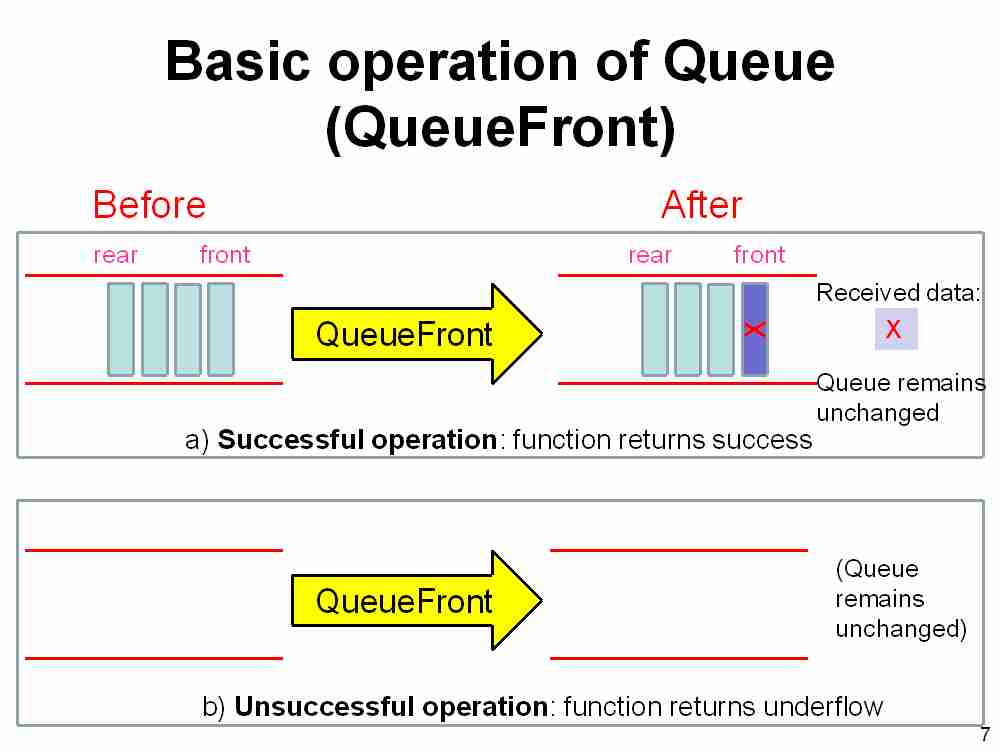 Basic operation of Queue
(QueueFront)
Before
After
rear front
rear front
QueueFront
X
Received data:
X
Queue remains
unchanged
a) Successful operation: function returns success
QueueFront
(Queue
remains
unchanged)
b) Unsuccessful operation: function returns underflow
7